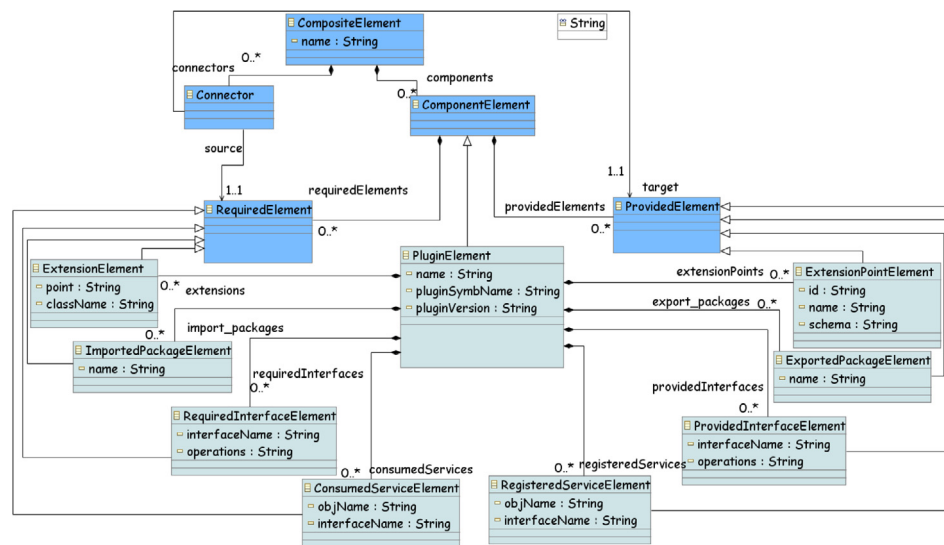 CompositeElement
name : String
String
0..*
connectors
components
0..*
Connector
ComponentElement
source
1..1
requiredElements
1..1
target
RequiredElement
0..*
providedElements
0..*
ProvidedElement
ExtensionElement
point : String
className : String
0..*
extensions
PluginElement
name : String
pluginSymbName : String
pluginVersion : String
extensionPoints
0..*
ExtensionPointElement
id : String
name : String
schema : String
export_packages
0..*
import_packages
0..*
ImportedPackageElement
name : String
ExportedPackageElement
name : String
requiredInterfaces
0..*
providedInterfaces
0..*
RequiredInterfaceElement
interfaceName : String
operations : String
ProvidedInterfaceElement
interfaceName : String
operations : String
0..*
consumedServices
0..*
registeredServices
ConsumedServiceElement
objName : String
interfaceName : String
RegisteredServiceElement
objName : String
interfaceName : String